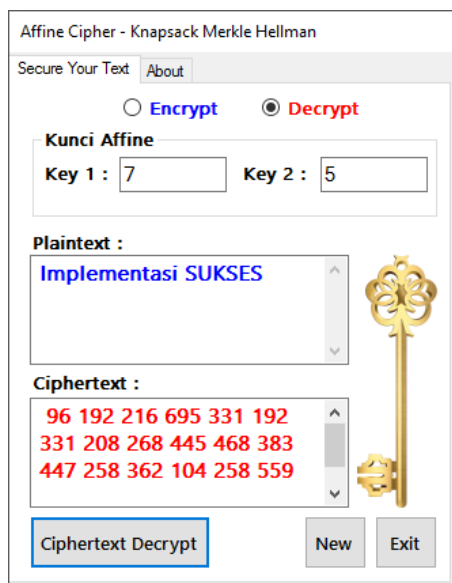 Affine Cipher - Knapsack Merkle Hellman
Secure Your Text About
Encrypt Decrypt
Kunci Affine
Key 1 : 7 Key 2 : 5
Plaintext :
Implementasi SUKSES
Ciphertext :
96 192 216 695 331 192
331 208 268 445 468 383
447 258 362 104 258 559
Ciphertext Decrypt New Exit